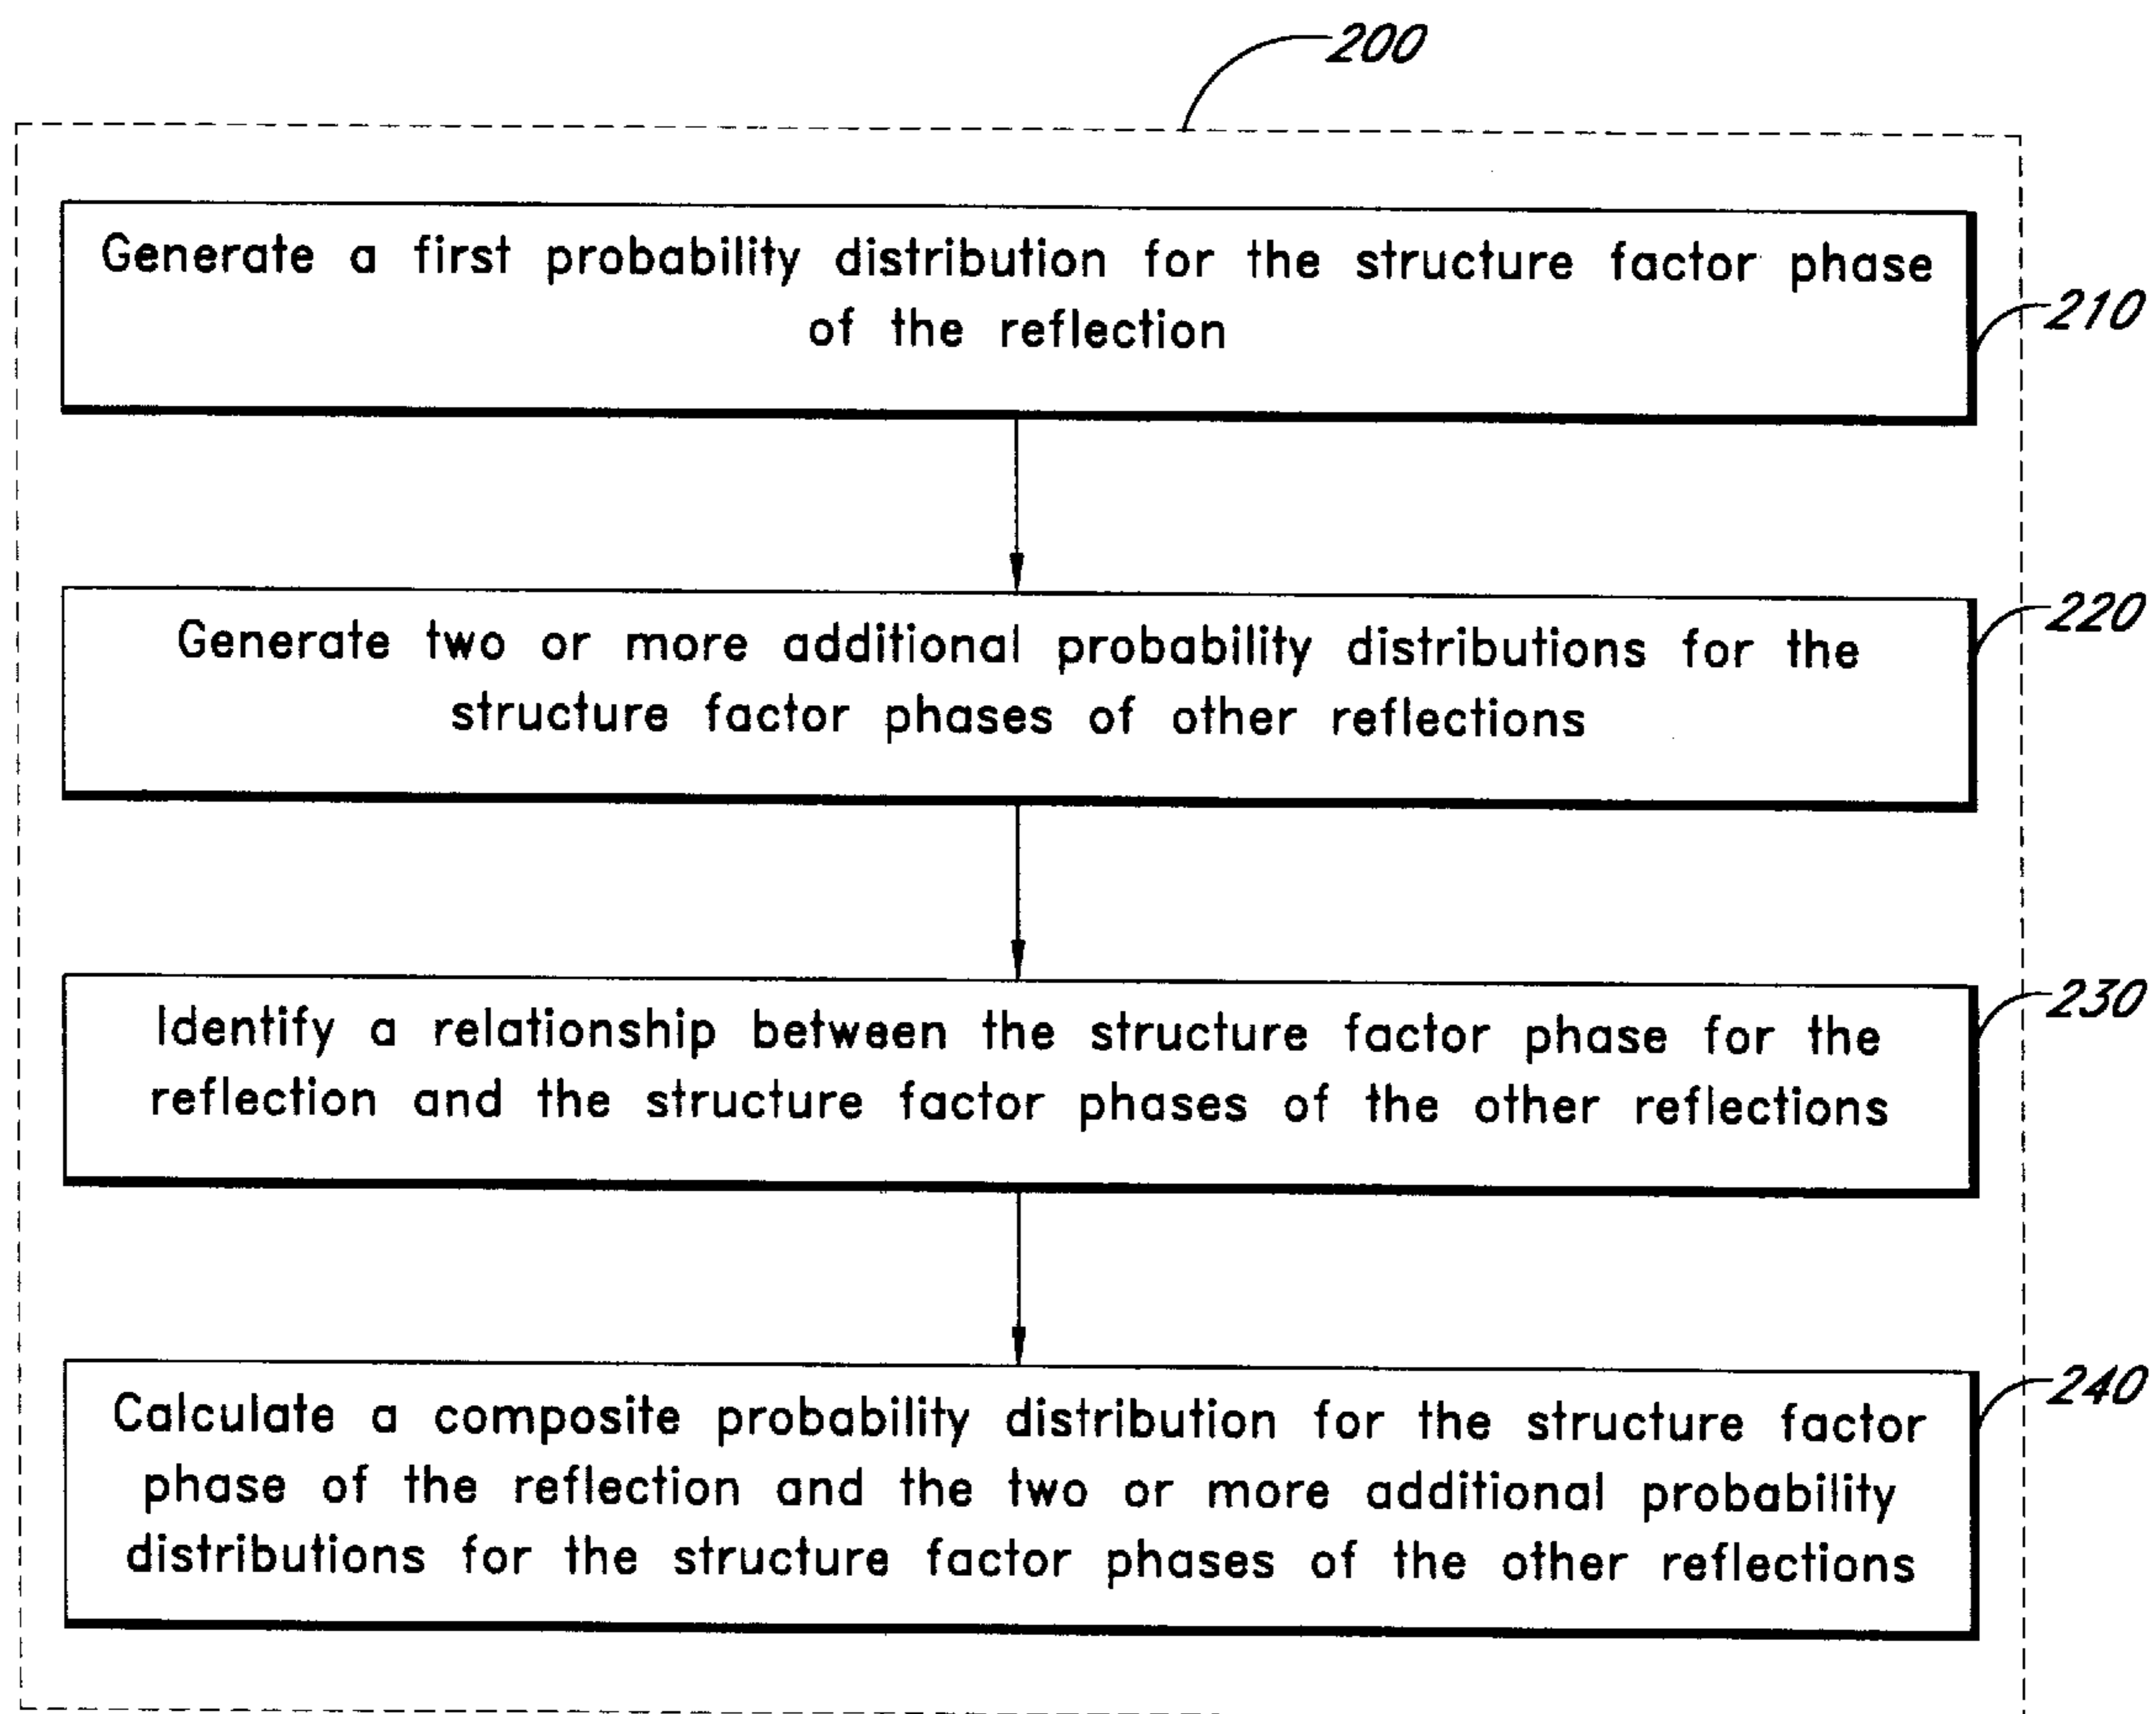 200
Generate a first probability distribution for the structure factor phase
of the reflection
210
Generate two or more additional probability distributions for the
structure factor phases of other reflections
220
Identify a relationship between the structure factor phase for the
reflection and the structure factor phases of the other reflections
230
Calculate a composite probability distribution for the structure factor
phase of the reflection and the two or more additional probability
distributions for the structure factor phases of the other reflections
240